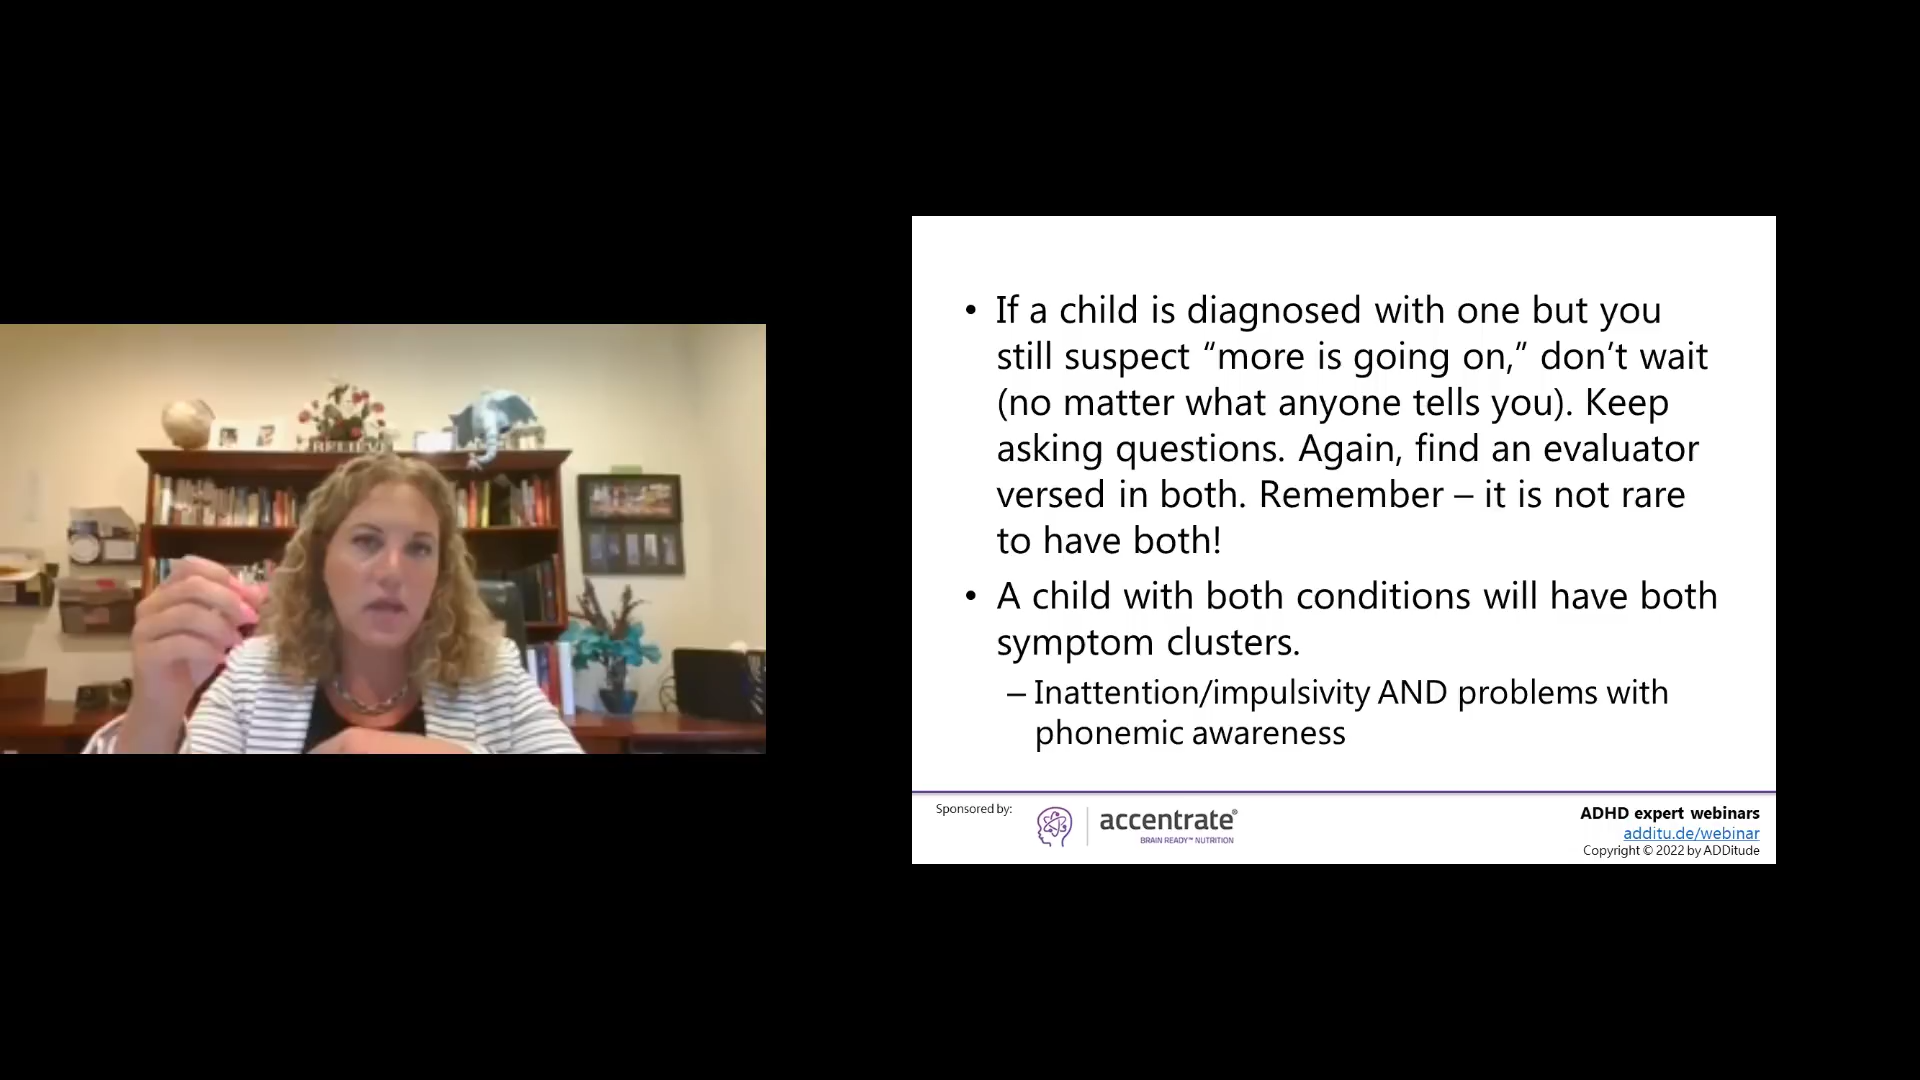 BELIEVE
• If a child is diagnosed with one but you
still suspect “more is going on,” don’t wait
(no matter what anyone tells you). Keep
asking questions. Again, find an evaluator
versed in both. Remember – it is not rare
to have both!
• A child with both conditions will have both
symptom clusters.
– Inattention/impulsivity AND problems with
phonemic awareness
Sponsored by:
accentrate®
BRAIN READY™ NUTRITION
ADHD expert webinars
additu.de/webinar
Copyright © 2022 by ADDitude